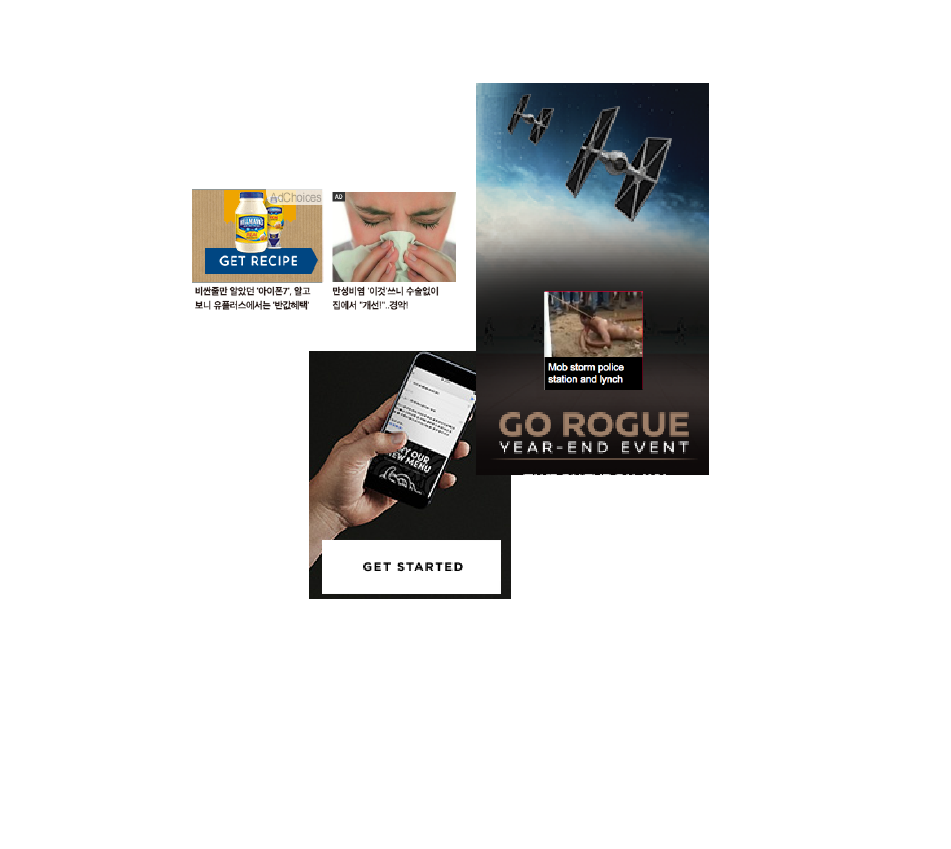 AdChoices
GET RECIPE
비싼줄만 알았던 '아이폰7', 알고
보니 유플러스에서는 '반값혜택'
AD
만성비염 '이것'쓰니 수술없이
집에서 "개선!"..경악!
Mob storm police
station and lynch
GO ROGUE
YEAR-END EVENT
OUR
NEW MENU
GET STARTED